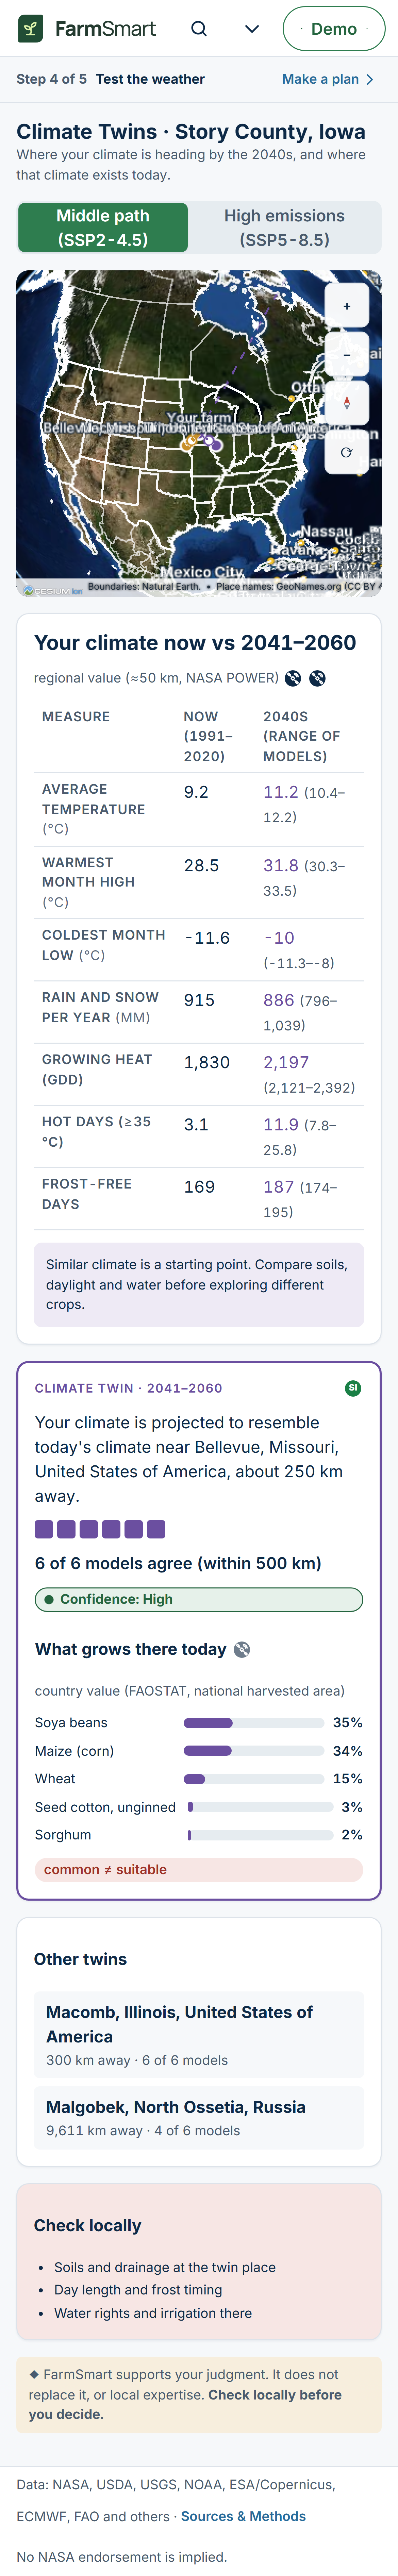 FarmSmart
Demo
Step 4 of 5 Test the weather
Make a plan
Climate Twins · Story County, Iowa
Where your climate is heading by the 2040s, and where
that climate exists today.
Middle path
(SSP2-4.5)
High emissions
(SSP5-8.5)
+
−
Your farm
Mexico City
Nassau
Havana
CESIUM ion
Boundaries: Natural Earth. • Place names: GeoNames.org (CC BY
Your climate now vs 2041–2060
regional value (≈50 km, NASA POWER)
MEASURE
NOW
(1991–
2020)
2040S
(RANGE OF
MODELS)
AVERAGE
TEMPERATURE
(°C)
9.2
11.2 (10.4–
12.2)
WARMEST
MONTH HIGH
(°C)
28.5
31.8 (30.3–
33.5)
COLDEST MONTH
LOW (°C)
-11.6
-10
(-11.3–-8)
RAIN AND SNOW
PER YEAR (MM)
915
886 (796–
1,039)
GROWING HEAT
(GDD)
1,830
2,197
(2,121–2,392)
HOT DAYS (≥35
°C)
3.1
11.9 (7.8–
25.8)
FROST-FREE
DAYS
169
187 (174–
195)
Similar climate is a starting point. Compare soils,
daylight and water before exploring different
crops.
CLIMATE TWIN · 2041–2060
SI
Your climate is projected to resemble
today's climate near Bellevue, Missouri,
United States of America, about 250 km
away.
6 of 6 models agree (within 500 km)
Confidence: High
What grows there today
country value (FAOSTAT, national harvested area)
Soya beans 35%
Maize (corn) 34%
Wheat 15%
Seed cotton, unginned 3%
Sorghum 2%
common ≠ suitable
Other twins
Macomb, Illinois, United States of
America
300 km away · 6 of 6 models
Malgobek, North Ossetia, Russia
9,611 km away · 4 of 6 models
Check locally
• Soils and drainage at the twin place
• Day length and frost timing
• Water rights and irrigation there
◆ FarmSmart supports your judgment. It does not
replace it, or local expertise. Check locally before
you decide.
Data: NASA, USDA, USGS, NOAA, ESA/Copernicus,
ECMWF, FAO and others · Sources & Methods
No NASA endorsement is implied.